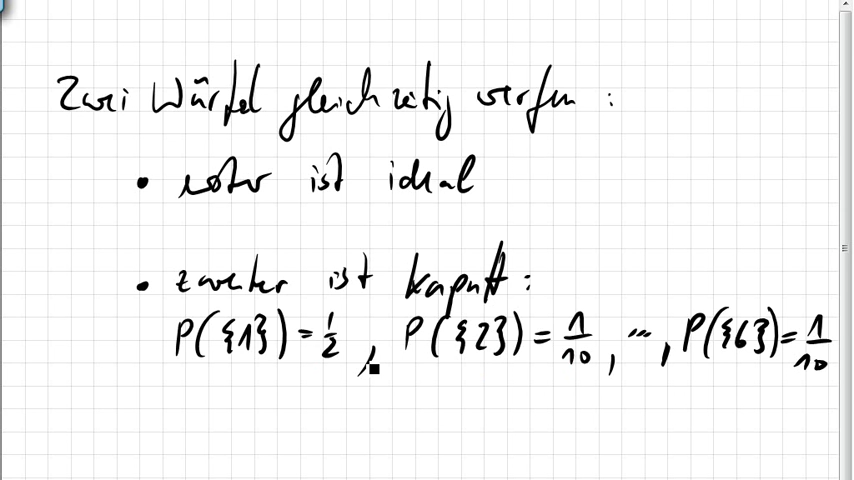 Zwei Würfel gleichzeitig werfen :
• erster ist ideal
• zweiter ist kaputt :
P({1}) = 1/2 , P({2}) = 1/10 , ..., P({6}) = 1/10